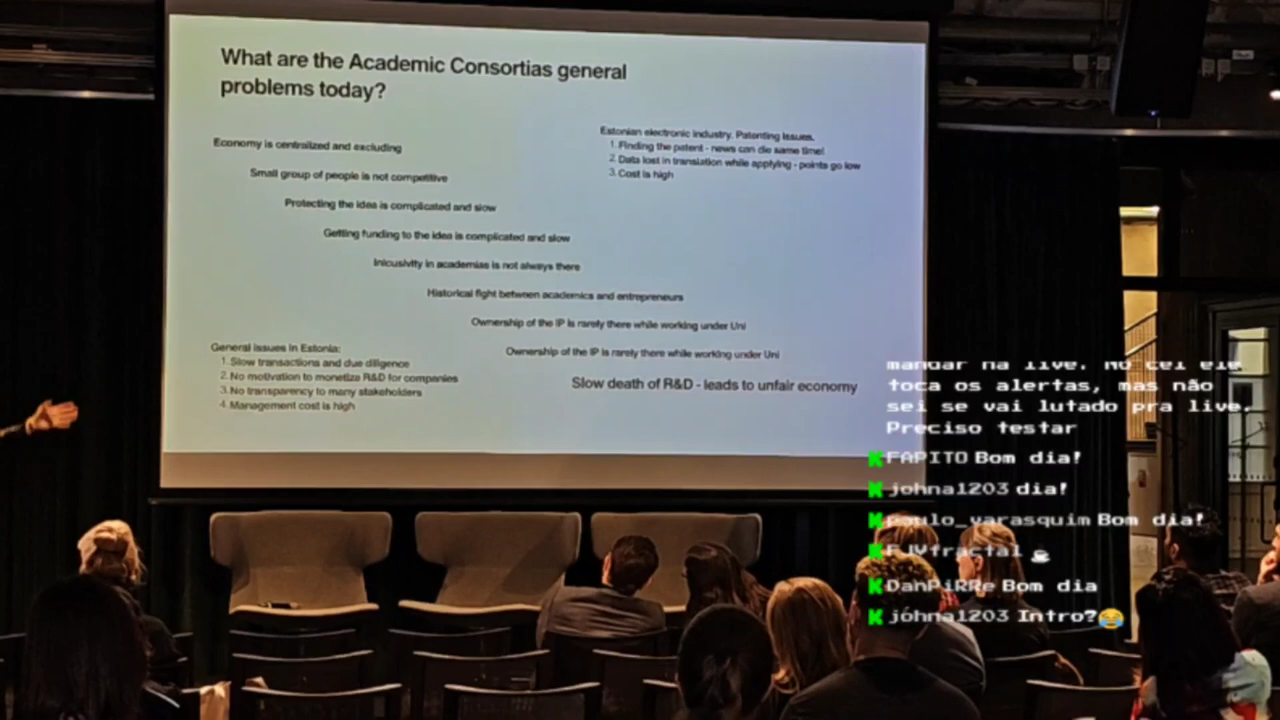 What are the Academic Consortias general
problems today?
Economy is centralized and excluding
Small group of people is not competitive
Protecting the idea is complicated and slow
Getting funding to the idea is complicated and slow
Inicusivity in academias is not always there
Historical fight between academics and entrepreneurs
Ownership of the IP is rarely there while working under Uni
Ownership of the IP is rarely there while working under Uni
Slow death of R&D - leads to unfair economy
Estonian electronic industry. Patenting issues.
1. Finding the patent - news can die same time!
2. Data lost in translation while applying - points go low
3. Cost is high
General issues in Estonia:
1. Slow transactions and due diligence
2. No motivation to monetize R&D for companies
3. No transparency to many stakeholders
4. Management cost is high
mandar na live. no
toca os alertas, mas não
sei se vai lutado pra live.
Preciso testar
FAPITO Bom dia!
johna1203 dia!
paulo_varasquim Bom dia!
FJVfractal ☕
DanPiRRe Bom dia
johna1203 Intro?😂